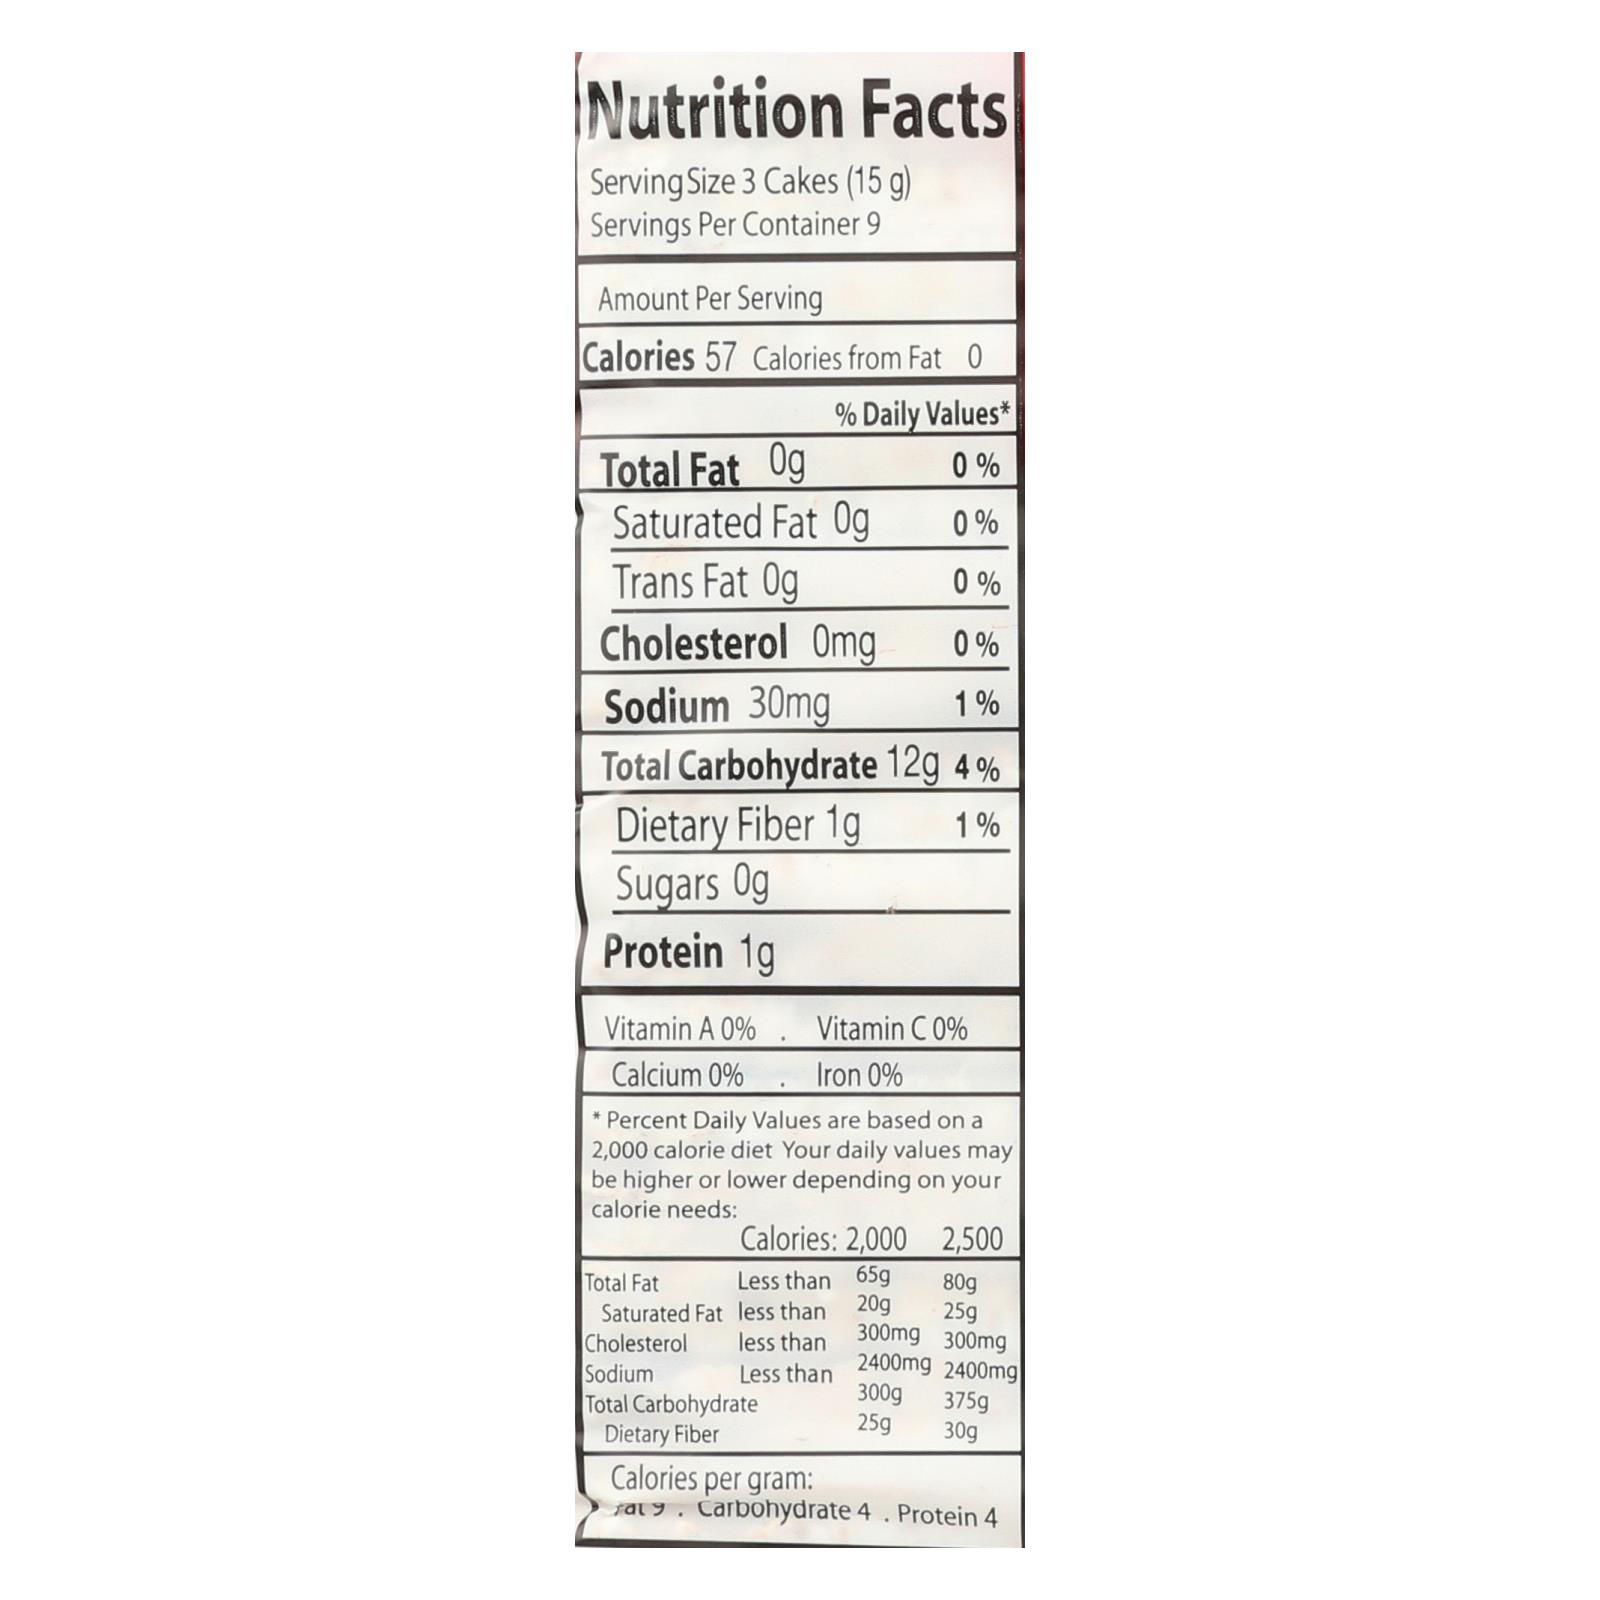 Nutrition Facts
Serving Size 3 Cakes (15 g)
Servings Per Container 9
Amount Per Serving
Calories 57 Calories from Fat 0
% Daily Values*
Total Fat 0g 0 %
Saturated Fat 0g 0 %
Trans Fat 0g 0 %
Cholesterol 0mg 0 %
Sodium 30mg 1 %
Total Carbohydrate 12g 4 %
Dietary Fiber 1g 1 %
Sugars 0g
Protein 1g
Vitamin A 0% . Vitamin C 0%
Calcium 0% . Iron 0%
* Percent Daily Values are based on a
2,000 calorie diet Your daily values may
be higher or lower depending on your
calorie needs:
Calories: 2,000 2,500
Total Fat Less than 65g 80g
Saturated Fat less than 20g 25g
Cholesterol less than 300mg 300mg
Sodium Less than 2400mg 2400mg
Total Carbohydrate 300g 375g
Dietary Fiber 25g 30g
Calories per gram:
Fat 9 . Carbohydrate 4 . Protein 4